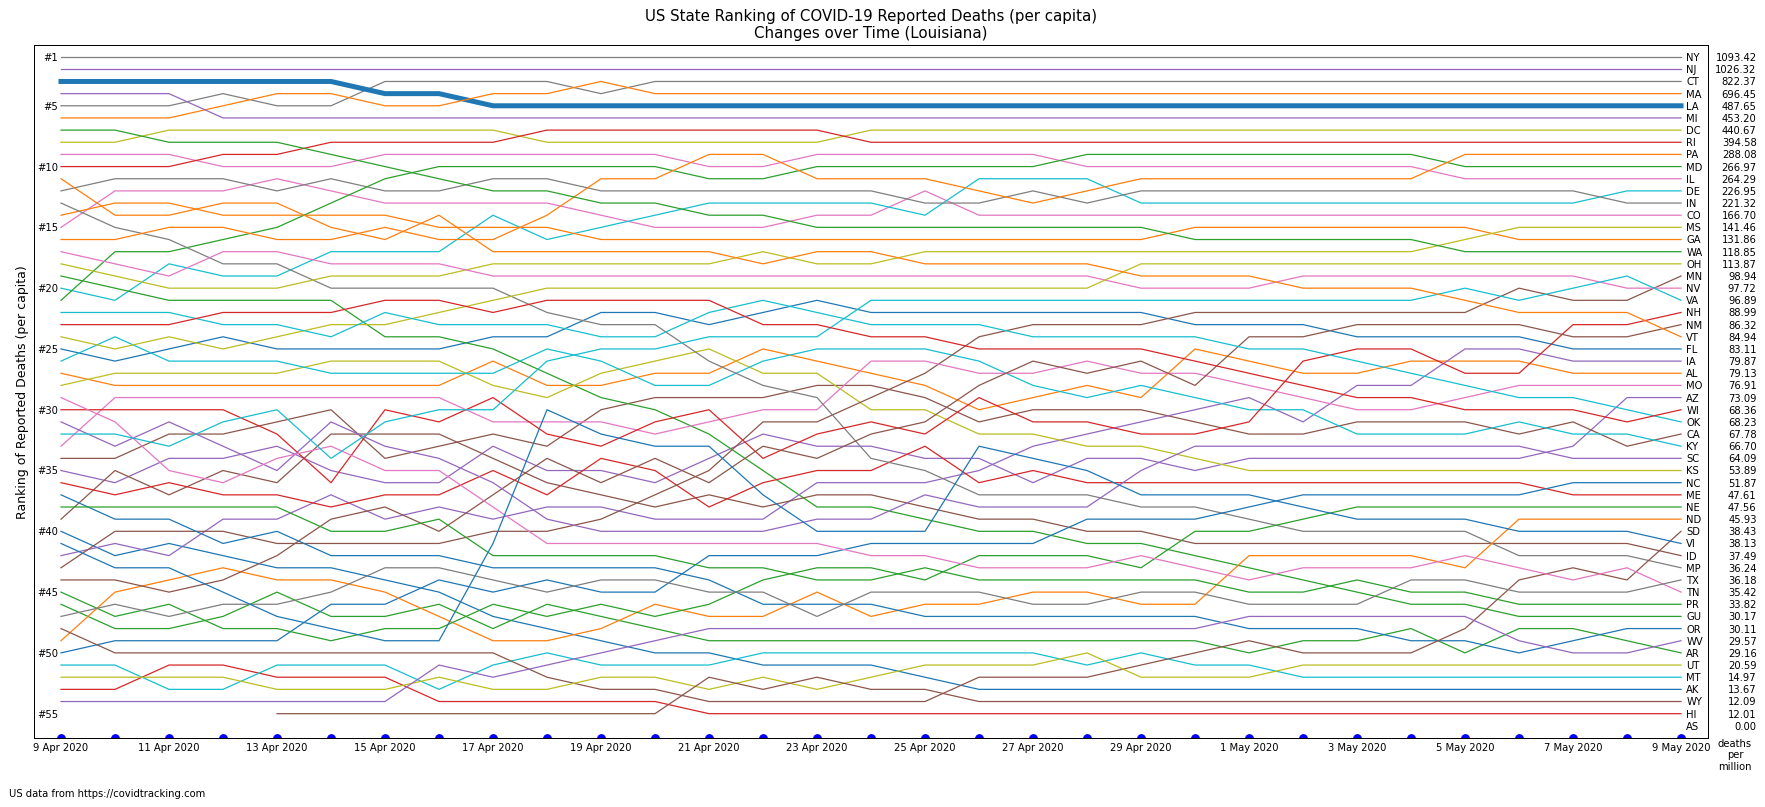 US State Ranking of COVID-19 Reported Deaths (per capita)
Changes over Time (Louisiana)
Ranking of Reported Deaths (per capita)
#1
#5
#10
#15
#20
#25
#30
#35
#40
#45
#50
#55
NY 1093.42
NJ 1026.32
CT 822.37
MA 696.45
LA 487.65
MI 453.20
DC 440.67
RI 394.58
PA 288.08
MD 266.97
IL 264.29
DE 226.95
IN 221.32
CO 166.70
MS 141.46
GA 131.86
WA 118.85
OH 113.87
MN 98.94
NV 97.72
VA 96.89
NH 88.99
NM 86.32
VT 84.94
FL 83.11
IA 79.87
AL 79.13
MO 76.91
AZ 73.09
WI 68.36
OK 68.23
CA 67.78
KY 66.70
SC 64.09
KS 53.89
NC 51.87
ME 47.61
NE 47.56
ND 45.93
SD 38.43
VI 38.13
ID 37.49
MP 36.24
TX 36.18
TN 35.42
PR 33.82
GU 30.17
OR 30.11
WV 29.57
AR 29.16
UT 20.59
MT 14.97
AK 13.67
WY 12.09
HI 12.01
AS 0.00
9 Apr 2020 11 Apr 2020 13 Apr 2020 15 Apr 2020 17 Apr 2020 19 Apr 2020 21 Apr 2020 23 Apr 2020 25 Apr 2020 27 Apr 2020 29 Apr 2020 1 May 2020 3 May 2020 5 May 2020 7 May 2020 9 May 2020
deaths
per
million
US data from https://covidtracking.com